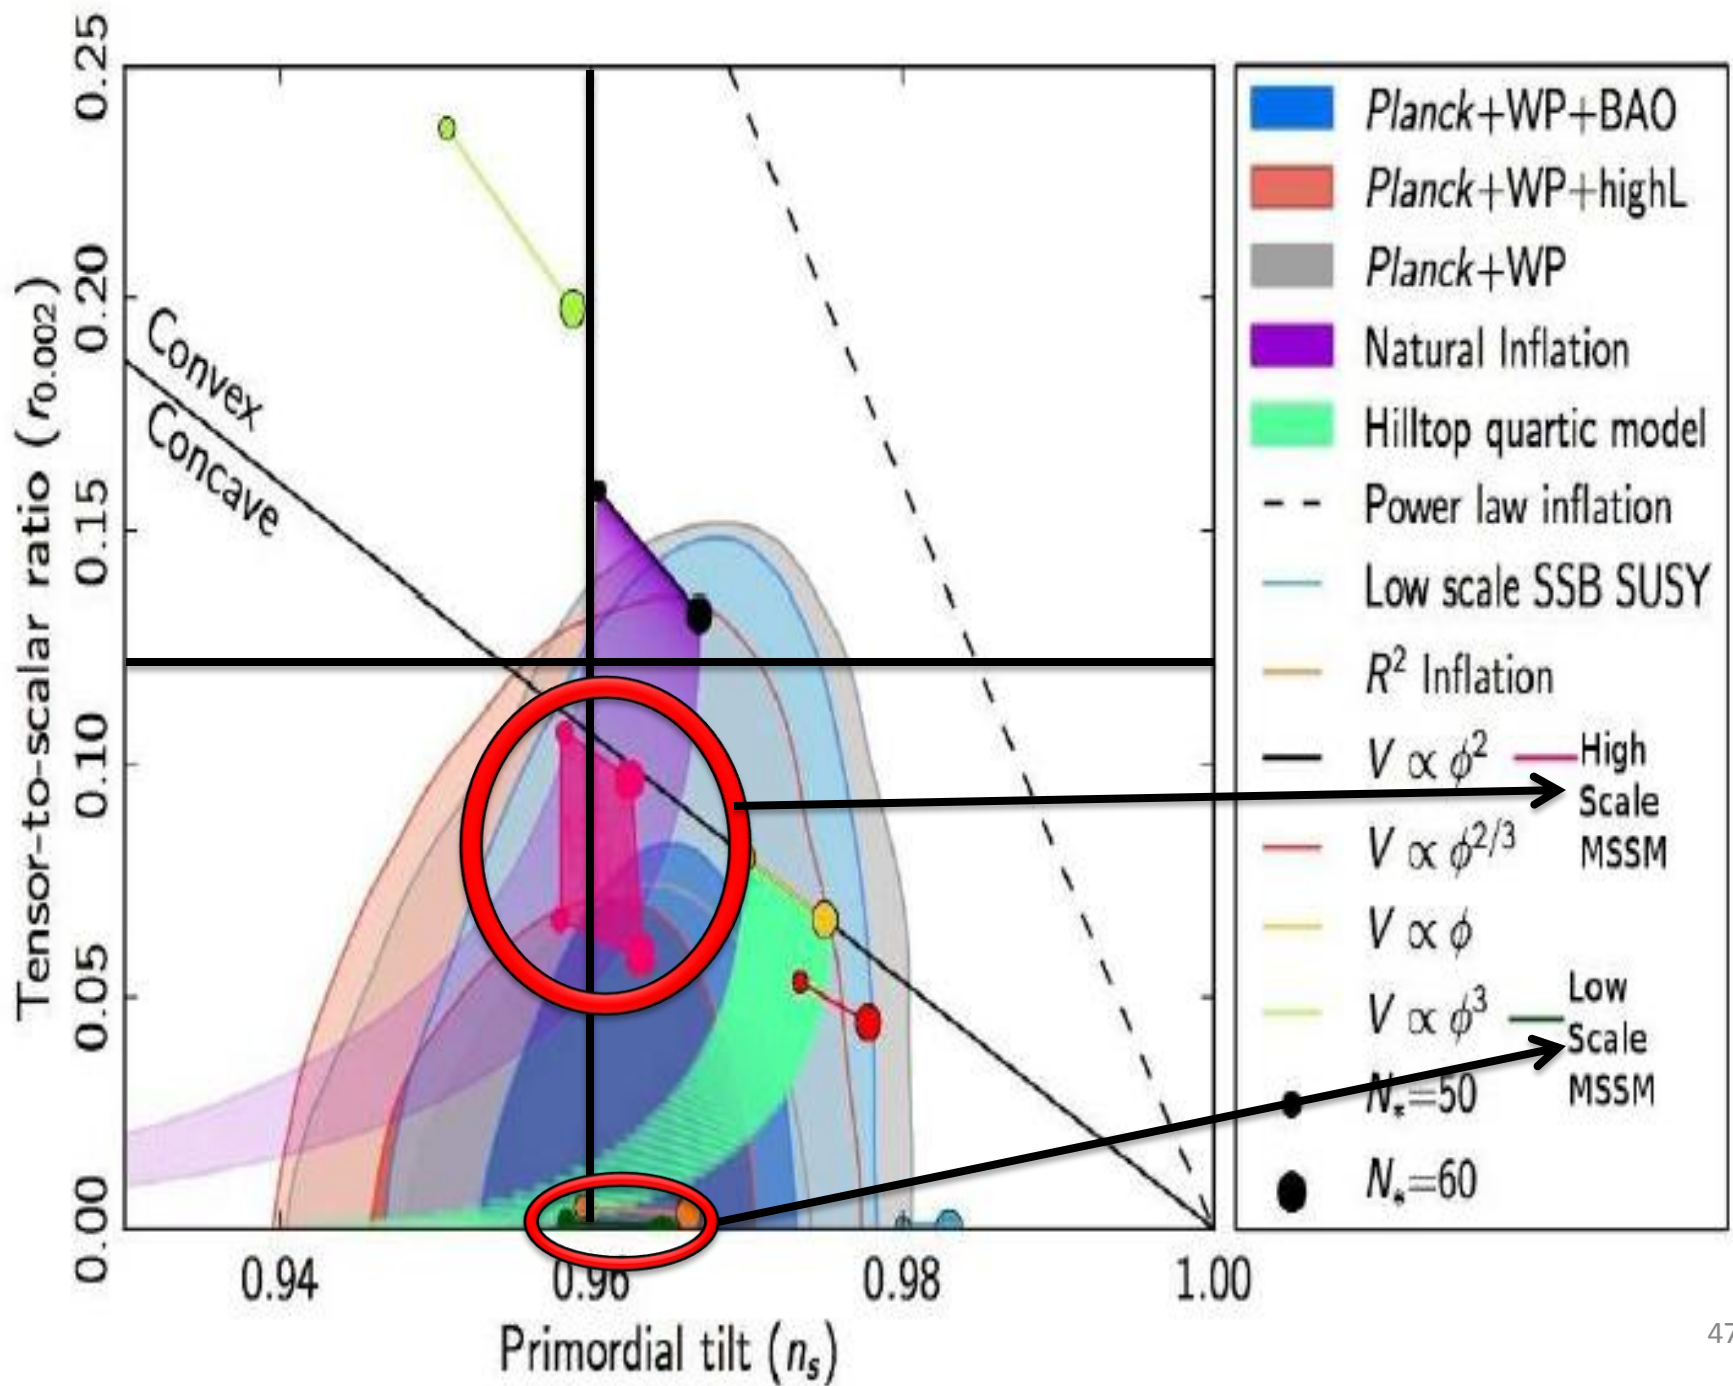 Tensor-to-scalar ratio (r0.002)
0.25
0.20
0.15
0.10
0.05
0.00
Convex
Concave
0.94
0.96
0.98
1.00
Primordial tilt (ns)
Planck+WP+BAO
Planck+WP+highL
Planck+WP
Natural Inflation
Hilltop quartic model
Power law inflation
Low scale SSB SUSY
R² Inflation
V ∝ ϕ²
High
Scale
MSSM
V ∝ ϕ^2/3
V ∝ ϕ
V ∝ ϕ³
Low
Scale
MSSM
N*=50
N*=60
47